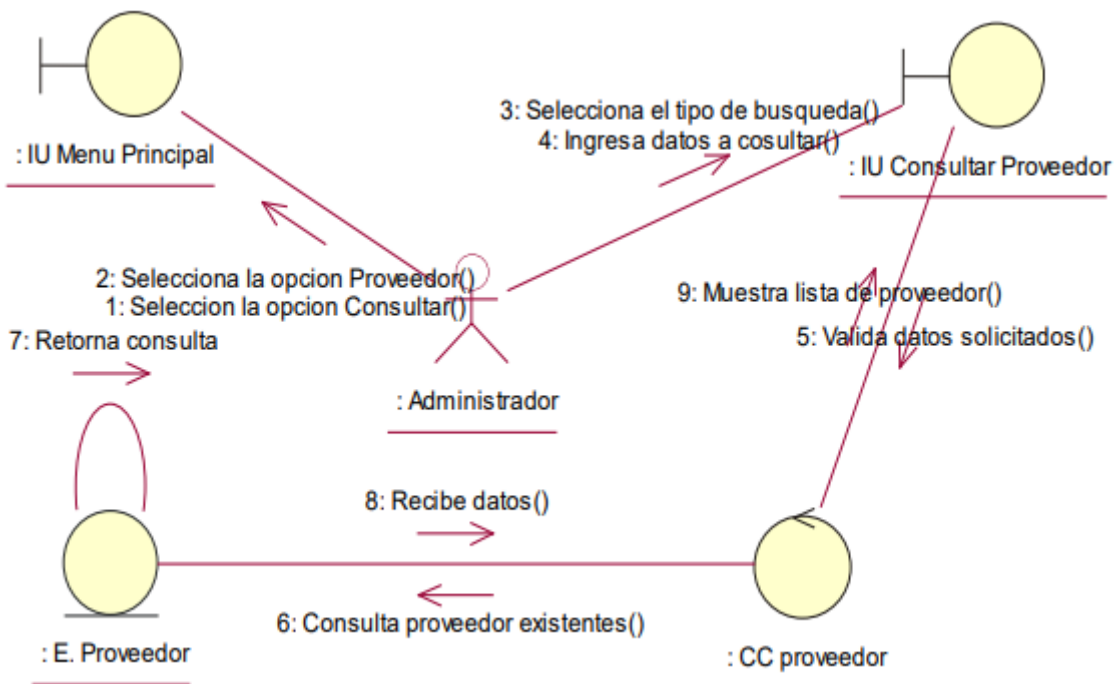 3: Selecciona el tipo de busqueda()
4: Ingresa datos a cosultar()
: IU Menu Principal
: IU Consultar Proveedor
2: Selecciona la opcion Proveedor()
1: Seleccion la opcion Consultar()
9: Muestra lista de proveedor()
7: Retorna consulta
5: Valida datos solicitados()
: Administrador
8: Recibe datos()
6: Consulta proveedor existentes()
: E. Proveedor
: CC proveedor